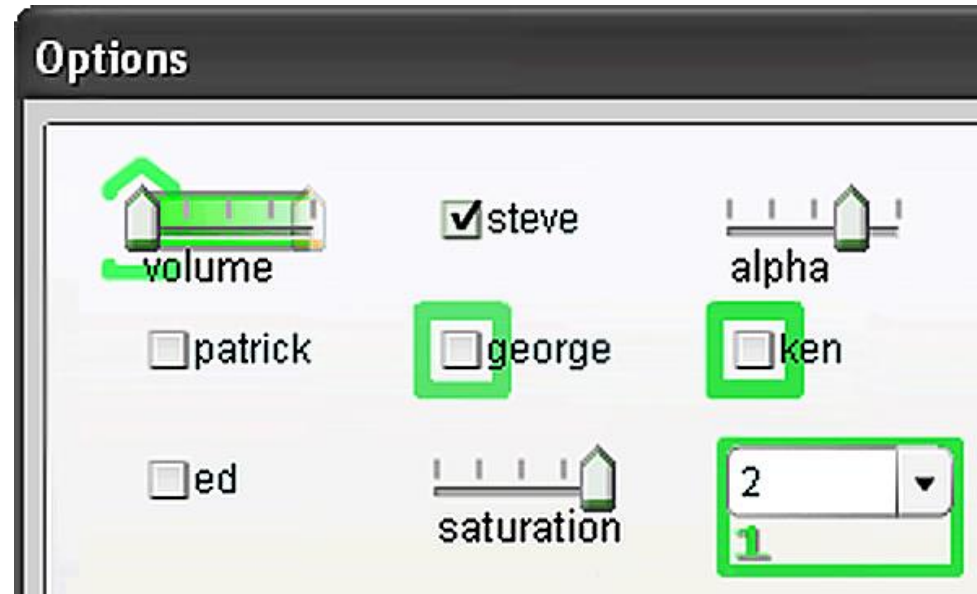 Options
steve
volume
alpha
patrick
george
ken
ed
saturation
2
1